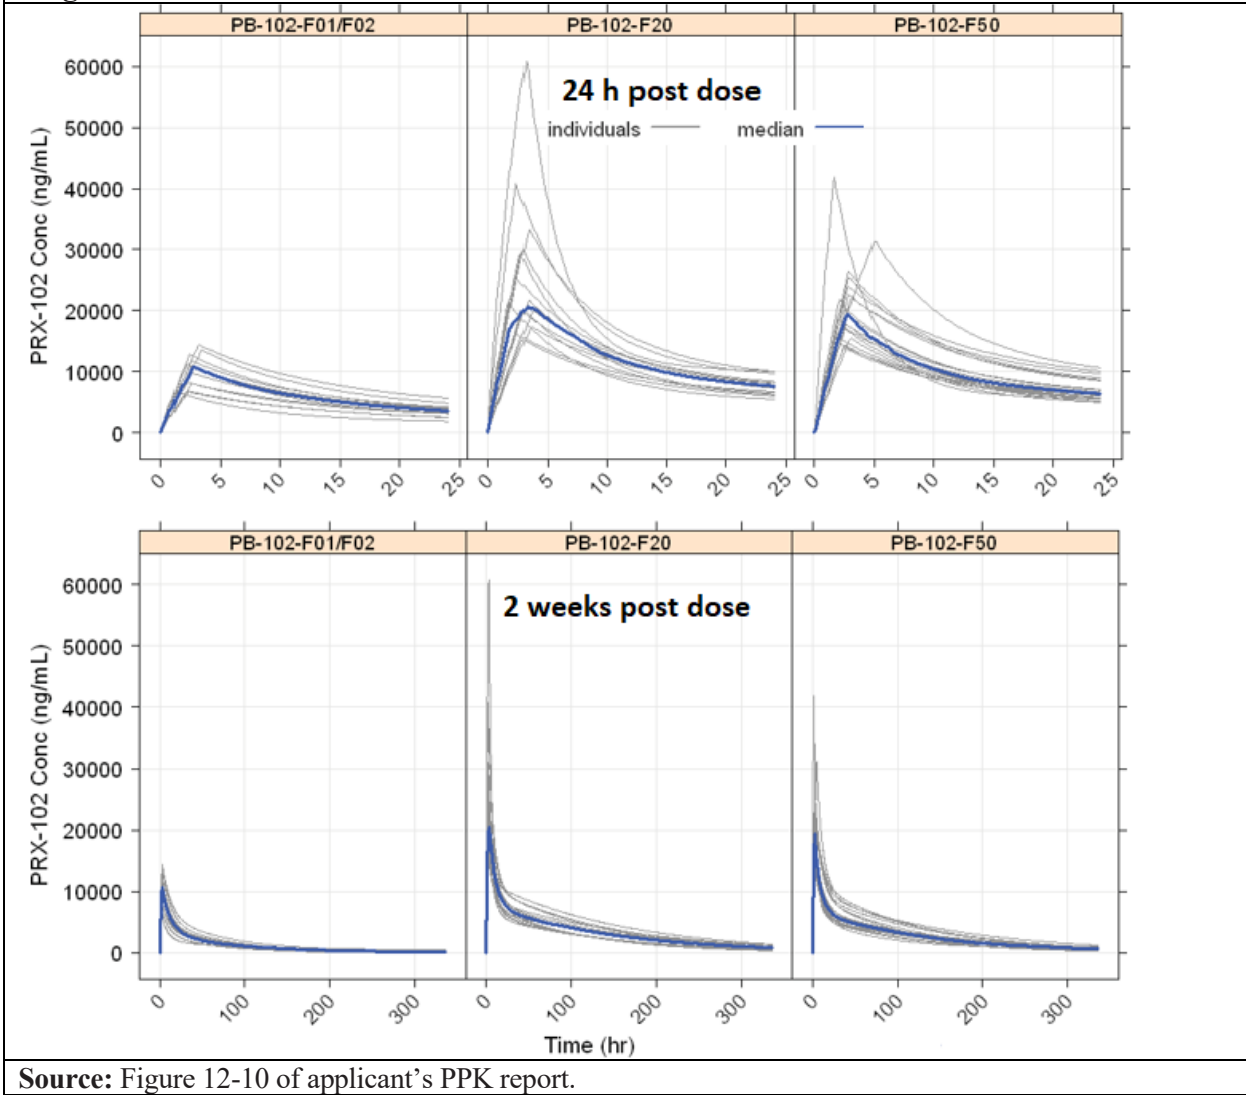 PB-102-F01/F02 PB-102-F20 PB-102-F50
24 h post dose
individuals median
PRX-102 Conc (ng/mL)
60000
50000
40000
30000
20000
10000
0
0 5 10 15 20 25 0 5 10 15 20 25 0 5 10 15 20 25
PB-102-F01/F02 PB-102-F20 PB-102-F50
2 weeks post dose
PRX-102 Conc (ng/mL)
60000
50000
40000
30000
20000
10000
0
0 100 200 300 0 100 200 300 0 100 200 300
Time (hr)
Source: Figure 12-10 of applicant’s PPK report.